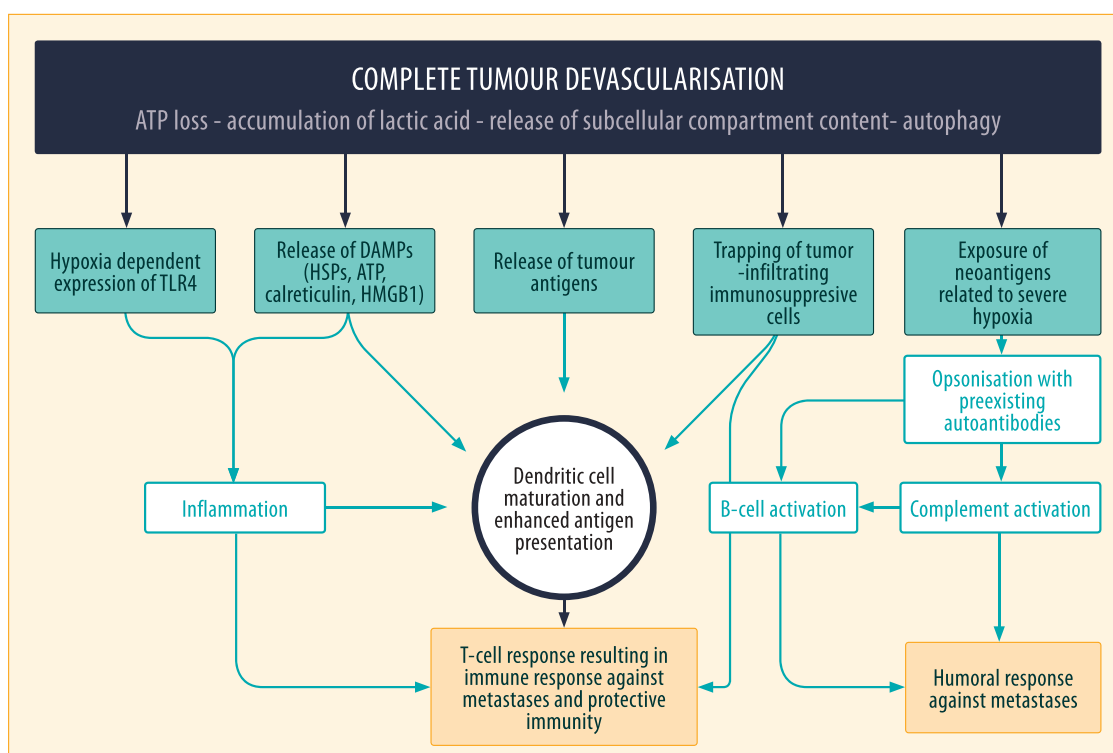 COMPLETE TUMOUR DEVASCULARISATION
ATP loss - accumulation of lactic acid - release of subcellular compartment content- autophagy
Hypoxia dependent
expression of TLR4
Release of DAMPs
(HSPs, ATP,
calreticulin, HMGB1)
Release of tumour
antigens
Trapping of tumor
-infiltrating
immunosuppresive
cells
Exposure of
neoantigens
related to severe
hypoxia
Opsonisation with
preexisting
autoantibodies
Inflammation
Dendritic cell
maturation and
enhanced antigen
presentation
B-cell activation
Complement activation
T-cell response resulting in
immune response against
metastases and protective
immunity
Humoral response
against metastases